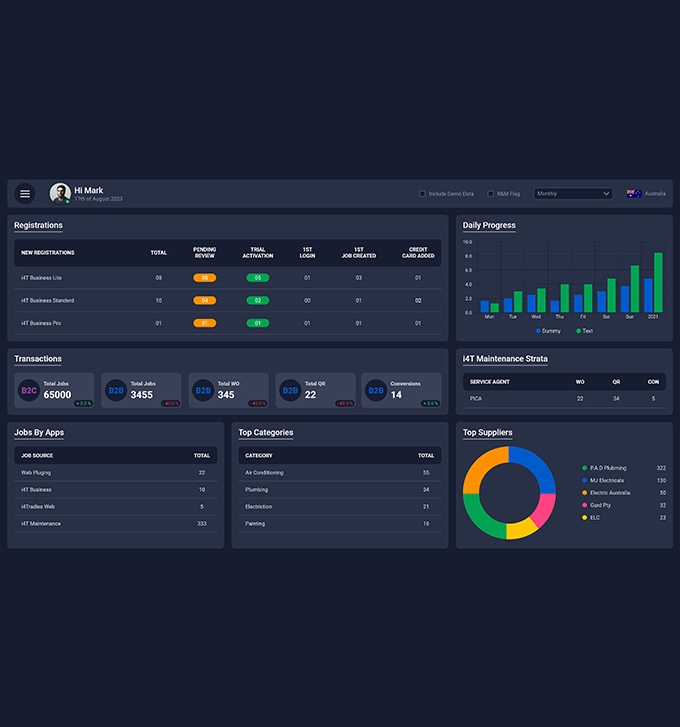 Hi Mark
17th of August 2023
Include Demo Data R&M Flag Monthly Australia
Registrations
NEW REGISTRATIONS TOTAL PENDING REVIEW TRIAL ACTIVATION 1ST LOGIN 1ST JOB CREATED CREDIT CARD ADDED
i4T Business Lite 08 08 05 01 03 01
i4T Business Standerd 10 04 02 00 01 02
i4T Business Pro 01 01 01 01 01 01
Daily Progress
10.0
8.0
6.0
4.0
2.0
0.0
Mon Tue Wed Thu Fri Sat Sun 2021
Dummy Text
Transactions
B2C Total Jobs 65000 + 3.0 %
B2B Total Jobs 3455 - 40.0 %
B2B Total WO 345 - 40.0 %
B2B Total QR 22 - 40.0 %
B2B Conversions 14 + 3.0 %
i4T Maintenance Strata
SERVICE AGENT WO QR CON
PICA 22 34 5
Jobs By Apps
JOB SOURCE TOTAL
Web Pluging 22
i4T Business 10
i4Tradies Web 5
i4T Maintenance 333
Top Categories
CATEGORY TOTAL
Air Conditioning 55
Plumbing 34
Electriction 21
Painting 16
Top Suppliers
P.A.D Plubming 322
MJ Electricals 130
Electric Australia 50
Gard Pty 32
ELC 23